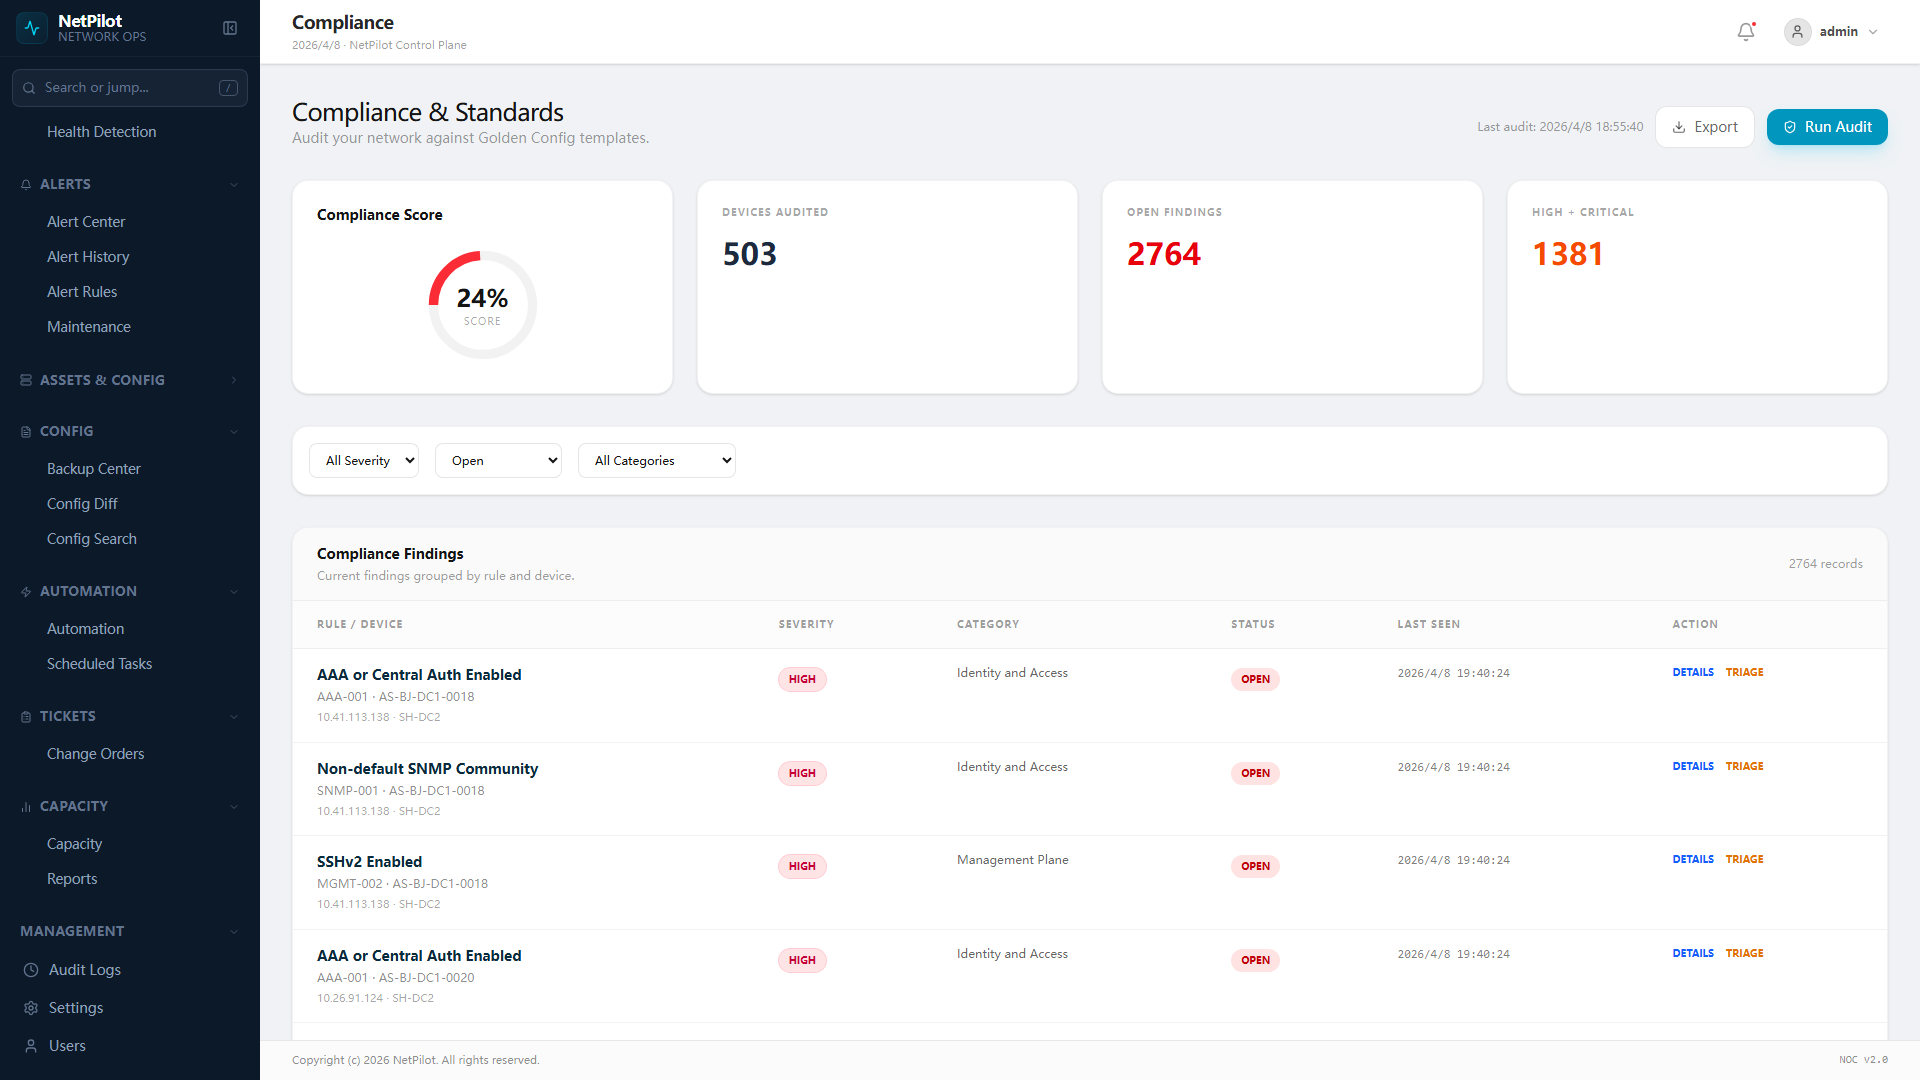 NetPilot
NETWORK OPS
Search or jump...
/
Health Detection
ALERTS
Alert Center
Alert History
Alert Rules
Maintenance
ASSETS & CONFIG
CONFIG
Backup Center
Config Diff
Config Search
AUTOMATION
Automation
Scheduled Tasks
TICKETS
Change Orders
CAPACITY
Capacity
Reports
MANAGEMENT
Audit Logs
Settings
Users
Compliance
2026/4/8 · NetPilot Control Plane
admin
Compliance & Standards
Audit your network against Golden Config templates.
Last audit: 2026/4/8 18:55:40
Export
Run Audit
Compliance Score
24%
SCORE
DEVICES AUDITED
503
OPEN FINDINGS
2764
HIGH + CRITICAL
1381
All Severity
Open
All Categories
Compliance Findings
Current findings grouped by rule and device.
2764 records
RULE / DEVICE SEVERITY CATEGORY STATUS LAST SEEN ACTION
AAA or Central Auth Enabled
AAA-001 · AS-BJ-DC1-0018
10.41.113.138 · SH-DC2
HIGH
Identity and Access
OPEN
2026/4/8 19:40:24
DETAILS TRIAGE
Non-default SNMP Community
SNMP-001 · AS-BJ-DC1-0018
10.41.113.138 · SH-DC2
HIGH
Identity and Access
OPEN
2026/4/8 19:40:24
DETAILS TRIAGE
SSHv2 Enabled
MGMT-002 · AS-BJ-DC1-0018
10.41.113.138 · SH-DC2
HIGH
Management Plane
OPEN
2026/4/8 19:40:24
DETAILS TRIAGE
AAA or Central Auth Enabled
AAA-001 · AS-BJ-DC1-0020
10.26.91.124 · SH-DC2
HIGH
Identity and Access
OPEN
2026/4/8 19:40:24
DETAILS TRIAGE
Copyright (c) 2026 NetPilot. All rights reserved.
NOC v2.0